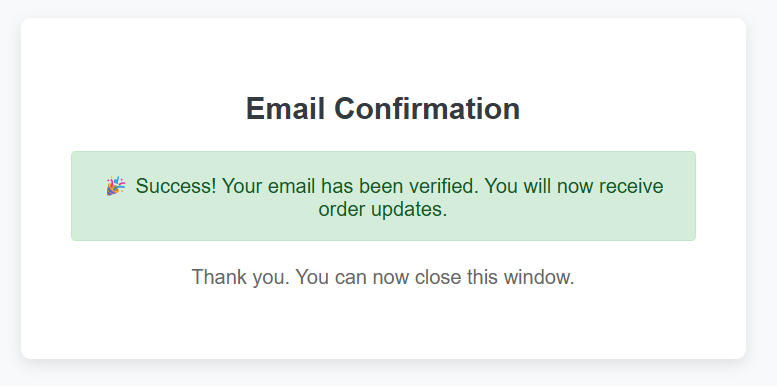 Email Confirmation
🎉 Success! Your email has been verified. You will now receive
order updates.
Thank you. You can now close this window.